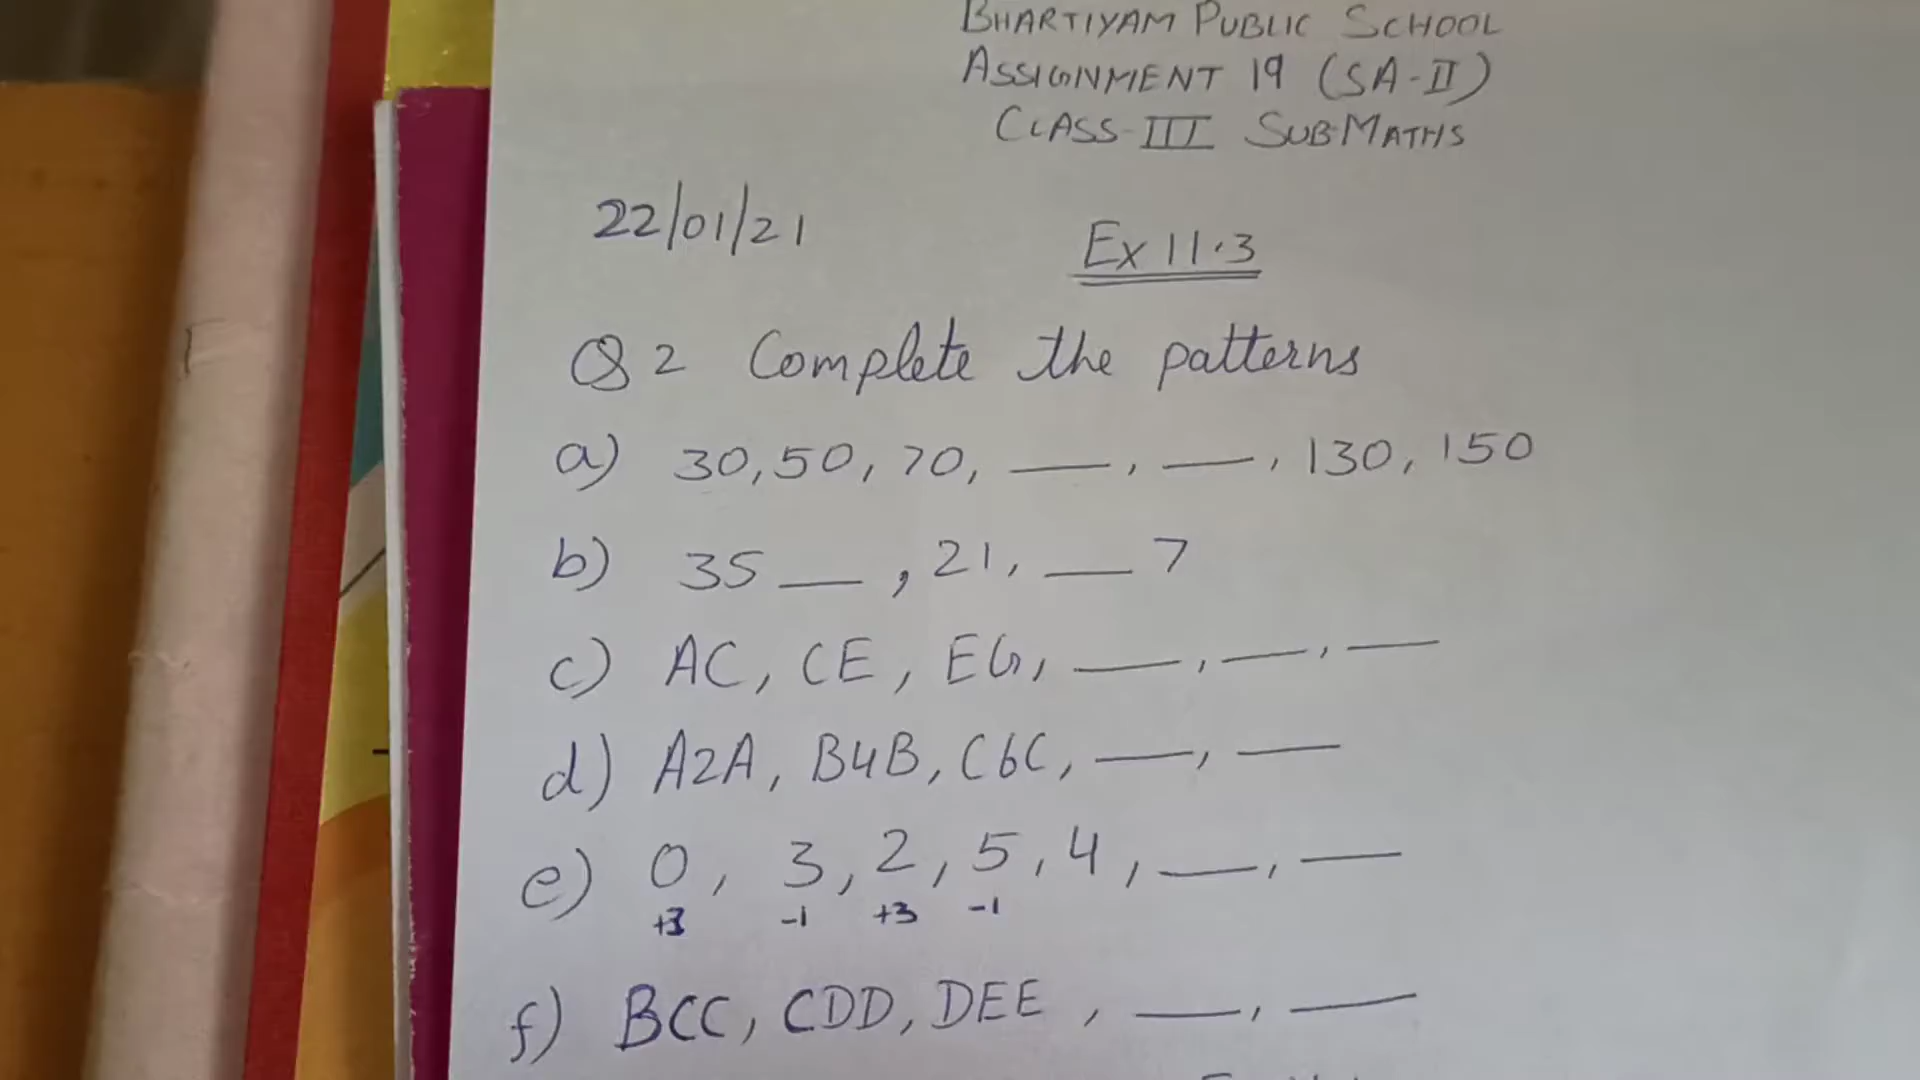 BHARTIYAM PUBLIC SCHOOL
ASSIGNMENT 19 (SA-II)
CLASS-III SUB-MATHS
22/01/21
Ex 11.3
Q 2 Complete the patterns
a) 30, 50, 70, ___, ___, 130, 150
b) 35 ___, 21, ___ 7
c) AC, CE, EG, ___, ___, ___
d) A2A, B4B, C6C, ___, ___
e) 0, 3, 2, 5, 4, ___, ___
+3 -1 +3 -1
f) BCC, CDD, DEE, ___, ___